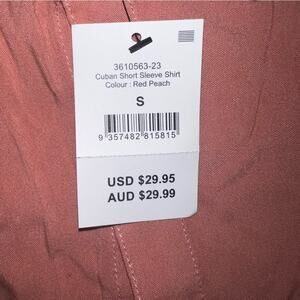 3610563-23
Cuban Short Sleeve Shirt
Colour : Red Peach
S
9 357482 815815
USD $29.95
AUD $29.99